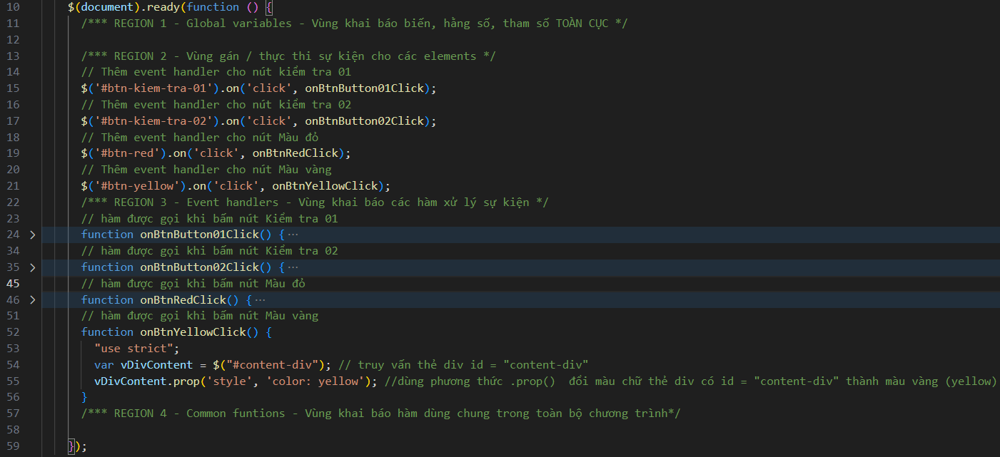 10 $(document).ready(function () {
11 /*** REGION 1 - Global variables - Vùng khai báo biến, hằng số, tham số TOÀN CỤC */
12
13 /*** REGION 2 - Vùng gán / thực thi sự kiện cho các elements */
14 // Thêm event handler cho nút kiểm tra 01
15 $('#btn-kiem-tra-01').on('click', onBtnButton01Click);
16 // Thêm event handler cho nút kiểm tra 02
17 $('#btn-kiem-tra-02').on('click', onBtnButton02Click);
18 // Thêm event handler cho nút Màu đỏ
19 $('#btn-red').on('click', onBtnRedClick);
20 // Thêm event handler cho nút Màu vàng
21 $('#btn-yellow').on('click', onBtnYellowClick);
22 /*** REGION 3 - Event handlers - Vùng khai báo các hàm xử lý sự kiện */
23 // hàm được gọi khi bấm nút Kiểm tra 01
24 function onBtnButton01Click() { ···
34 // hàm được gọi khi bấm nút Kiểm tra 02
35 function onBtnButton02Click() { ···
45 // hàm được gọi khi bấm nút Màu đỏ
46 function onBtnRedClick() { ···
51 // hàm được gọi khi bấm nút Màu vàng
52 function onBtnYellowClick() {
53 "use strict";
54 var vDivContent = $("#content-div"); // truy vấn thẻ div id = "content-div"
55 vDivContent.prop('style', 'color: yellow'); //dùng phương thức .prop()  đổi màu chữ thẻ div có id = "content-div" thành màu vàng (yellow)
56 }
57 /*** REGION 4 - Common funtions - Vùng khai báo hàm dùng chung trong toàn bộ chương trình*/
58
59 });